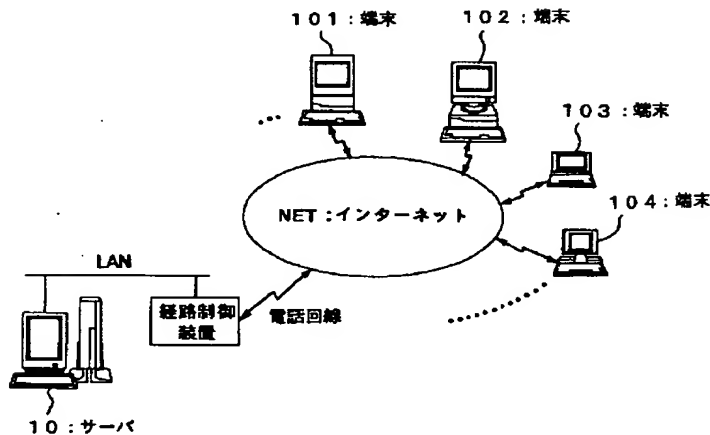 101:端末
102:端末
103:端末
104:端末
NET:インターネット
LAN
経路制御
装置
電話回線
10:サーバ